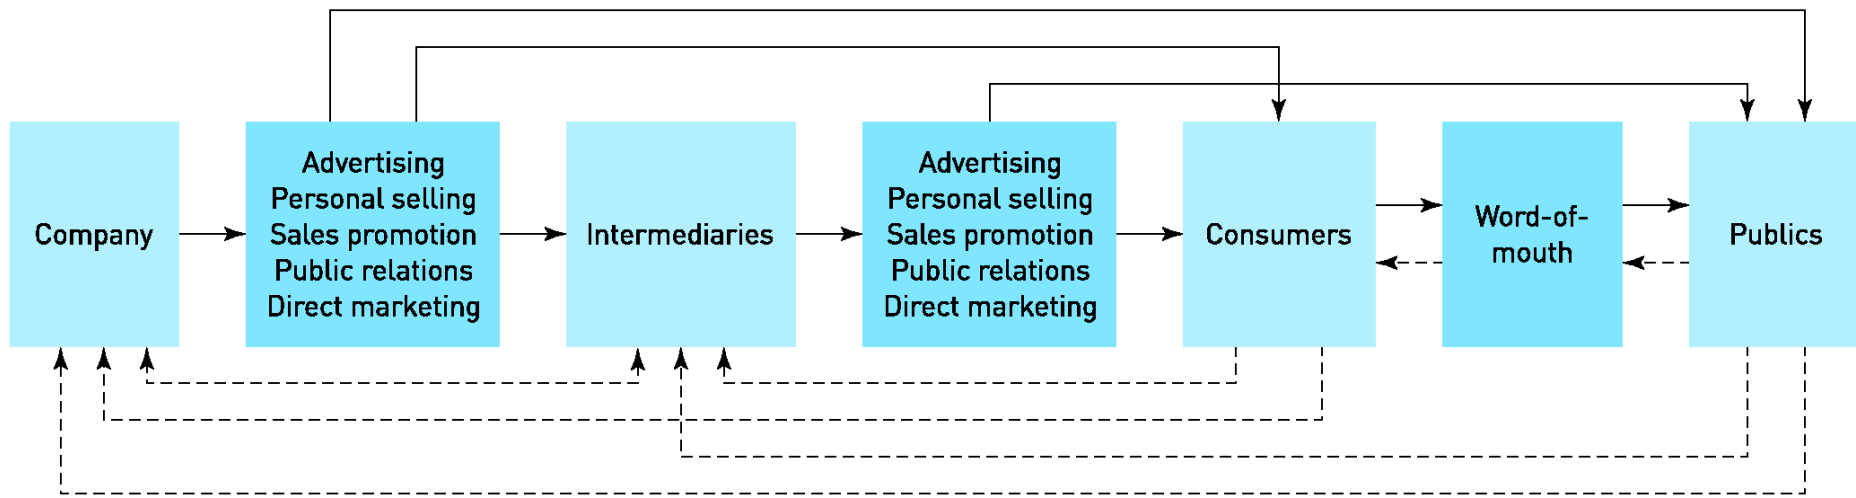 Company
Advertising
Personal selling
Sales promotion
Public relations
Direct marketing
Intermediaries
Advertising
Personal selling
Sales promotion
Public relations
Direct marketing
Consumers
Word-of-
mouth
Publics